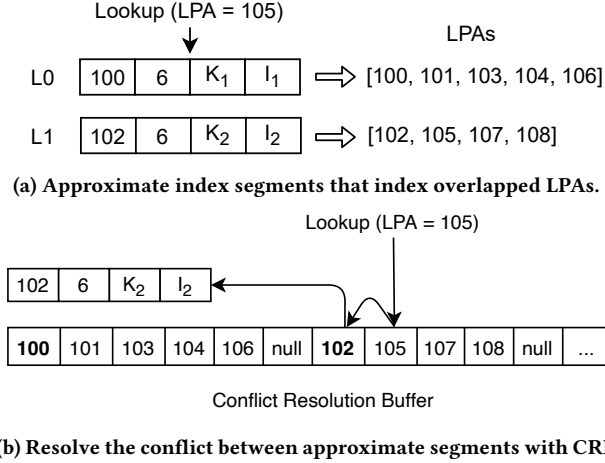 Lookup (LPA = 105)
LPAs
L0 100 6 K1 I1 [100, 101, 103, 104, 106]
L1 102 6 K2 I2 [102, 105, 107, 108]
(a) Approximate index segments that index overlapped LPAs.
Lookup (LPA = 105)
102 6 K2 I2
100 101 103 104 106 null 102 105 107 108 null ...
Conflict Resolution Buffer
(b) Resolve the conflict between approximate segments with